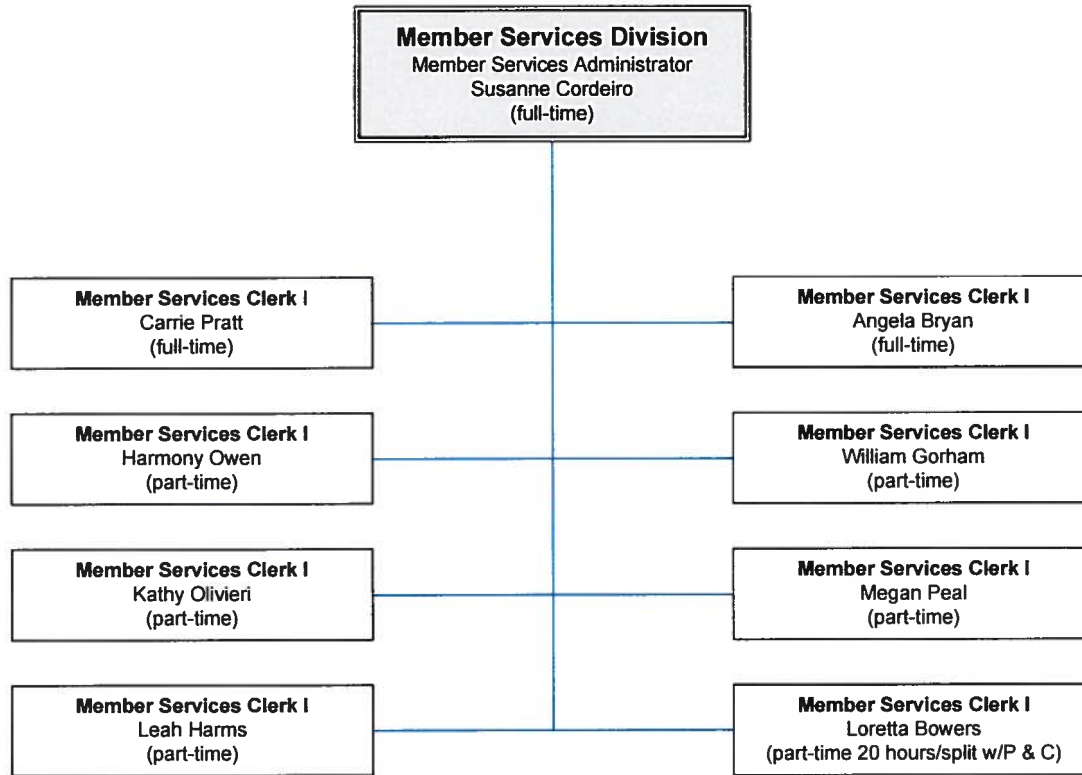 Member Services Division
Member Services Administrator
Susanne Cordeiro
(full-time)
Member Services Clerk I
Carrie Pratt
(full-time)
Member Services Clerk I
Angela Bryan
(full-time)
Member Services Clerk I
Harmony Owen
(part-time)
Member Services Clerk I
William Gorham
(part-time)
Member Services Clerk I
Kathy Olivieri
(part-time)
Member Services Clerk I
Megan Peal
(part-time)
Member Services Clerk I
Leah Harms
(part-time)
Member Services Clerk I
Loretta Bowers
(part-time 20 hours/split w/P & C)